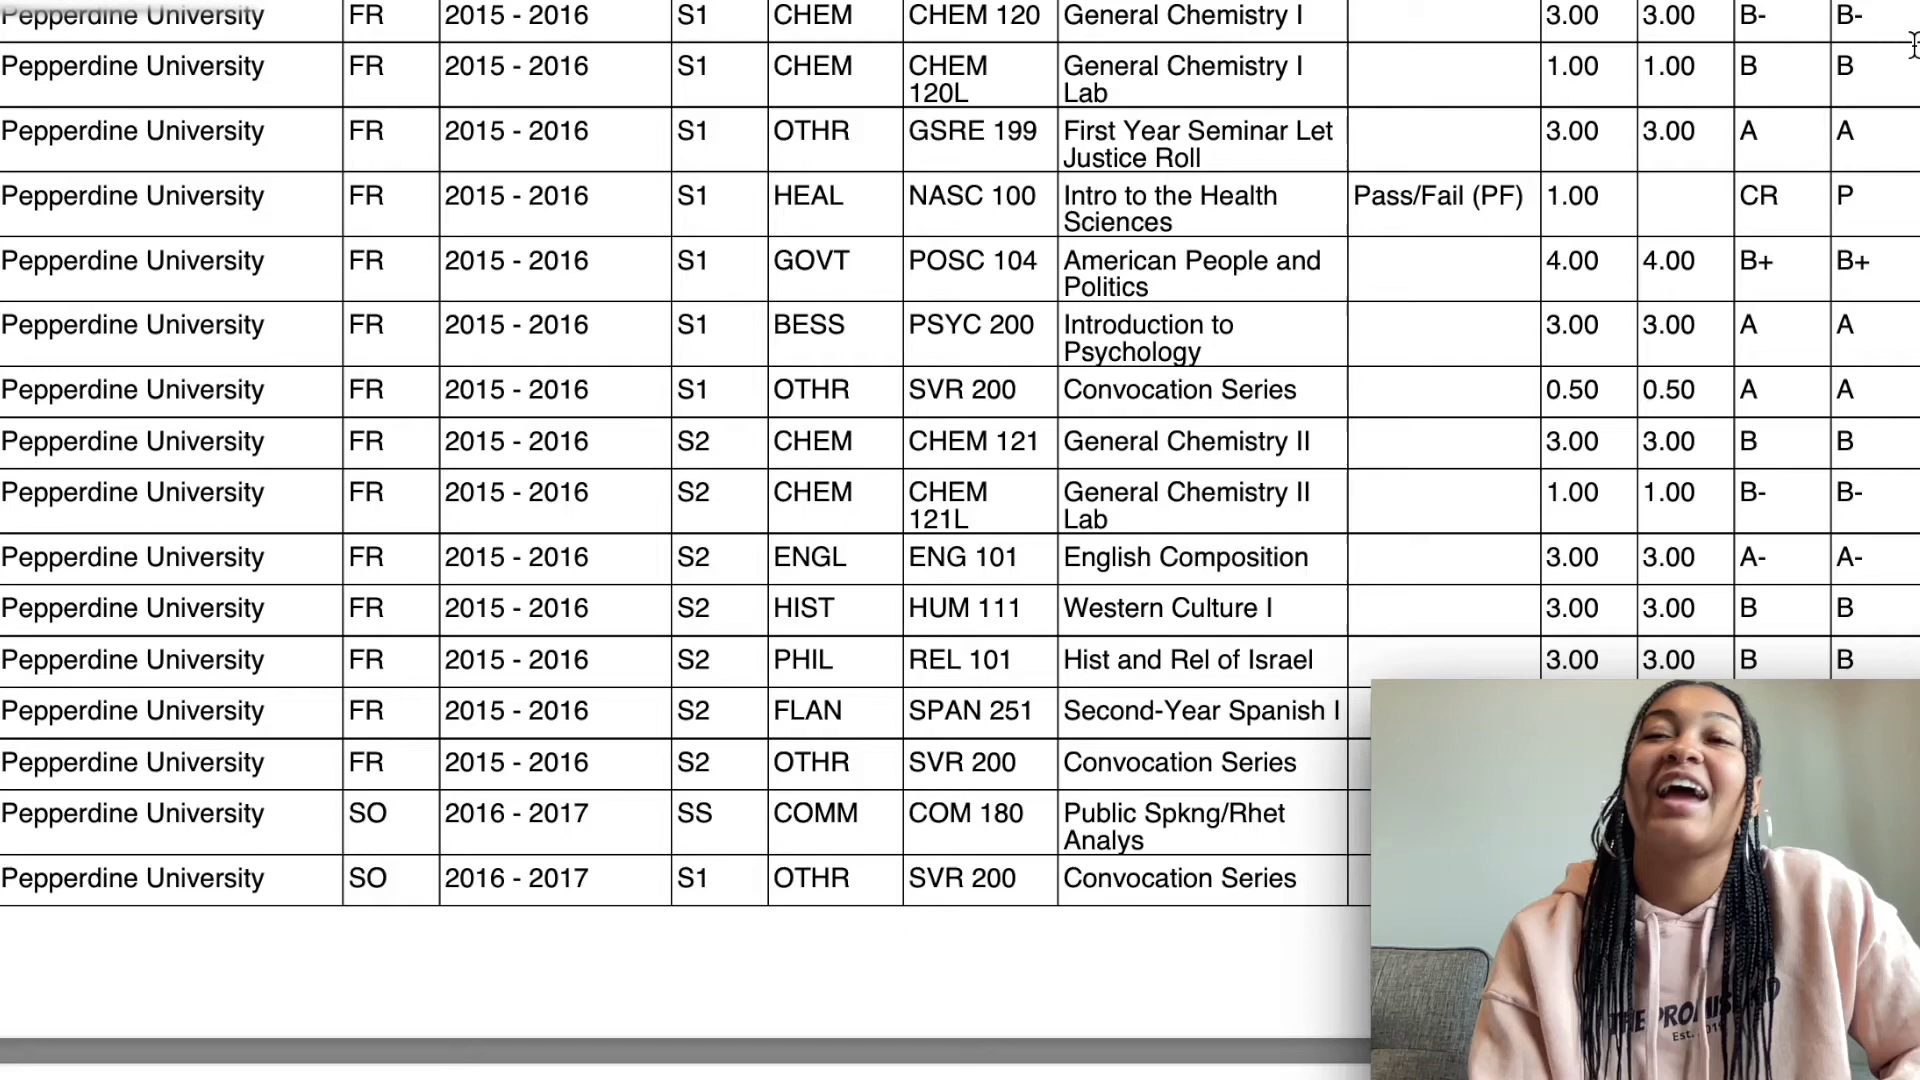 Pepperdine University FR 2015 - 2016 S1 CHEM CHEM 120 General Chemistry I 3.00 3.00 B- B-
Pepperdine University FR 2015 - 2016 S1 CHEM CHEM General Chemistry I 1.00 1.00 B B
120L Lab
Pepperdine University FR 2015 - 2016 S1 OTHR GSRE 199 First Year Seminar Let 3.00 3.00 A A
Justice Roll
Pepperdine University FR 2015 - 2016 S1 HEAL NASC 100 Intro to the Health Pass/Fail (PF) 1.00 CR P
Sciences
Pepperdine University FR 2015 - 2016 S1 GOVT POSC 104 American People and 4.00 4.00 B+ B+
Politics
Pepperdine University FR 2015 - 2016 S1 BESS PSYC 200 Introduction to 3.00 3.00 A A
Psychology
Pepperdine University FR 2015 - 2016 S1 OTHR SVR 200 Convocation Series 0.50 0.50 A A
Pepperdine University FR 2015 - 2016 S2 CHEM CHEM 121 General Chemistry II 3.00 3.00 B B
Pepperdine University FR 2015 - 2016 S2 CHEM CHEM General Chemistry II 1.00 1.00 B- B-
121L Lab
Pepperdine University FR 2015 - 2016 S2 ENGL ENG 101 English Composition 3.00 3.00 A- A-
Pepperdine University FR 2015 - 2016 S2 HIST HUM 111 Western Culture I 3.00 3.00 B B
Pepperdine University FR 2015 - 2016 S2 PHIL REL 101 Hist and Rel of Israel 3.00 3.00 B B
Pepperdine University FR 2015 - 2016 S2 FLAN SPAN 251 Second-Year Spanish I
Pepperdine University FR 2015 - 2016 S2 OTHR SVR 200 Convocation Series
Pepperdine University SO 2016 - 2017 SS COMM COM 180 Public Spkng/Rhet
Analys
Pepperdine University SO 2016 - 2017 S1 OTHR SVR 200 Convocation Series
THE
Est.